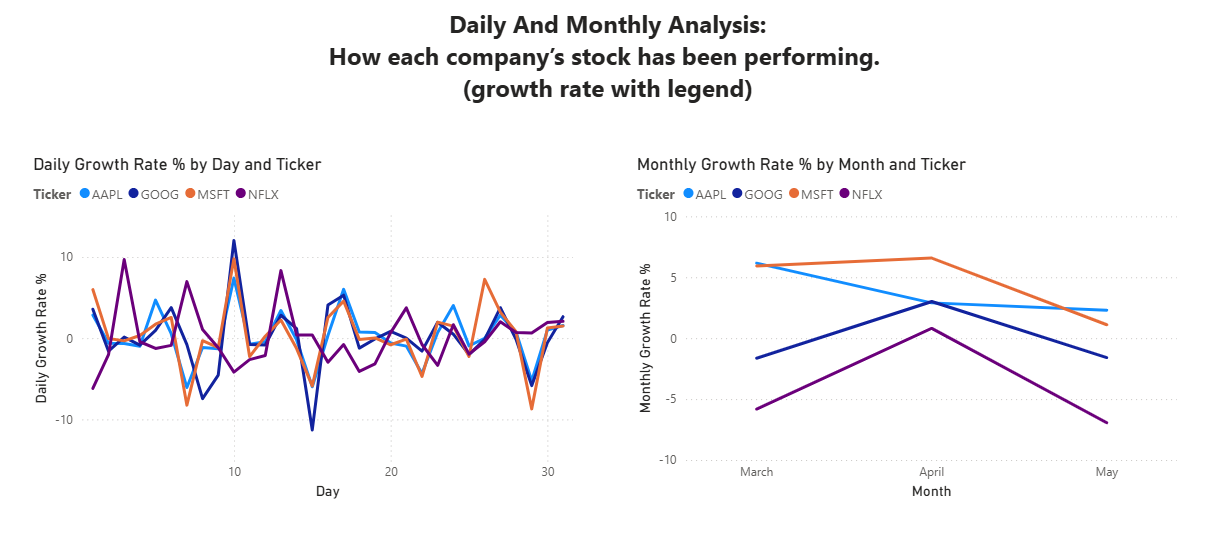 Daily And Monthly Analysis:
How each company’s stock has been performing.
(growth rate with legend)
Daily Growth Rate % by Day and Ticker
Ticker AAPL GOOG MSFT NFLX
Daily Growth Rate %
10
0
-10
10 20 30
Day
Monthly Growth Rate % by Month and Ticker
Ticker AAPL GOOG MSFT NFLX
Monthly Growth Rate %
10
5
0
-5
-10
March April May
Month